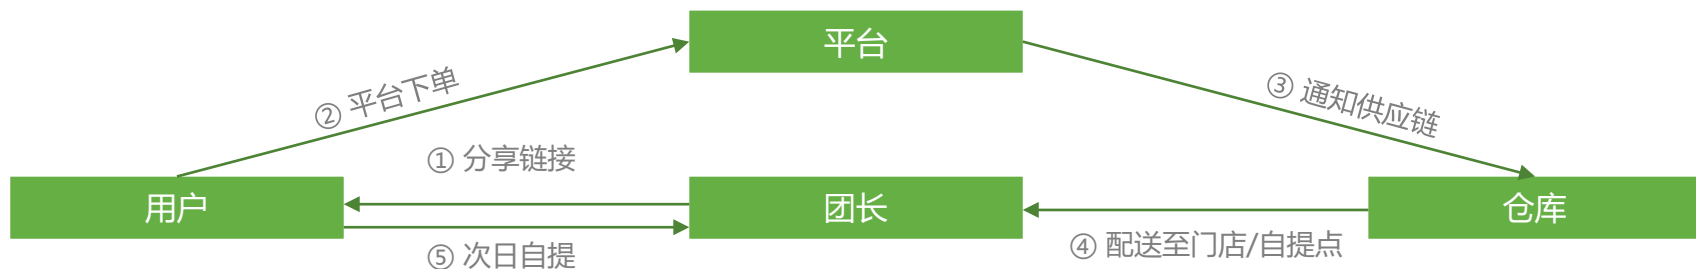 平台
② 平台下单
③ 通知供应链
① 分享链接
用户
团长
仓库
④ 配送至门店/自提点
⑤ 次日自提